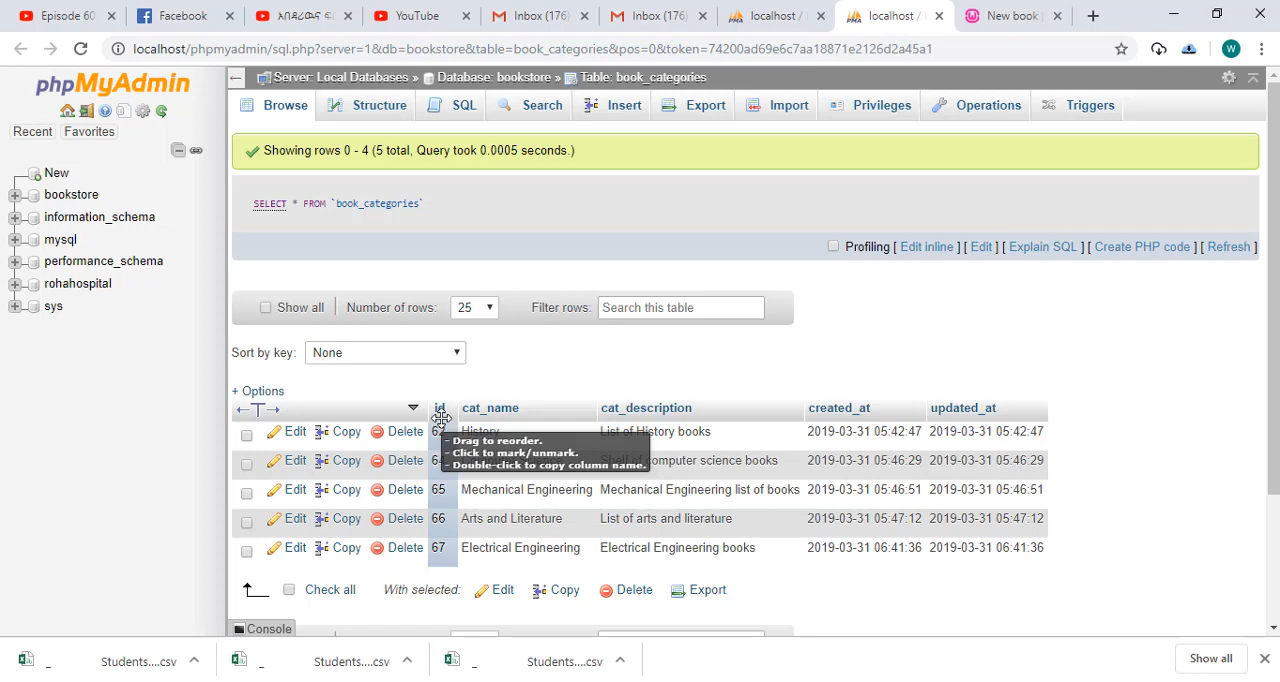 Episode 60
Facebook
አበዳሪውና
YouTube
Inbox (176)
Inbox (176)
localhost /
localhost /
New book
localhost/phpmyadmin/sql.php?server=1&db=bookstore&table=book_categories&pos=0&token=74200ad69e6c7aa18871e2126d2a45a1
W
phpMyAdmin
Recent Favorites
New
bookstore
information_schema
mysql
performance_schema
rohahospital
sys
Server: Local Databases » Database: bookstore » Table: book_categories
Browse Structure SQL Search Insert Export Import Privileges Operations Triggers
Showing rows 0 - 4 (5 total, Query took 0.0005 seconds.)
SELECT * FROM `book_categories`
Profiling [ Edit inline ] [ Edit ] [ Explain SQL ] [ Create PHP code ] [ Refresh ]
Show all Number of rows: 25 Filter rows: Search this table
Sort by key: None
+ Options
id cat_name cat_description created_at updated_at
Edit Copy Delete History List of History books 2019-03-31 05:42:47 2019-03-31 05:42:47
- Drag to reorder.
- Click to mark/unmark.
- Double-click to copy column name.
Edit Copy Delete of computer science books 2019-03-31 05:46:29 2019-03-31 05:46:29
Edit Copy Delete 65 Mechanical Engineering Mechanical Engineering list of books 2019-03-31 05:46:51 2019-03-31 05:46:51
Edit Copy Delete 66 Arts and Literature List of arts and literature 2019-03-31 05:47:12 2019-03-31 05:47:12
Edit Copy Delete 67 Electrical Engineering Electrical Engineering books 2019-03-31 06:41:36 2019-03-31 06:41:36
Check all With selected: Edit Copy Delete Export
Console
Students....csv
Students....csv
Students....csv
Show all